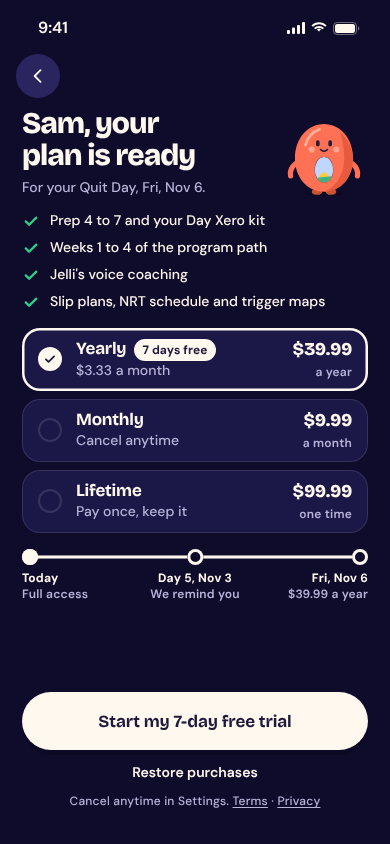 9:41
Sam, your
plan is ready
For your Quit Day, Fri, Nov 6.
Prep 4 to 7 and your Day Xero kit
Weeks 1 to 4 of the program path
Jelli's voice coaching
Slip plans, NRT schedule and trigger maps
Yearly 7 days free $39.99
$3.33 a month a year
Monthly $9.99
Cancel anytime a month
Lifetime $99.99
Pay once, keep it one time
Today Day 5, Nov 3 Fri, Nov 6
Full access We remind you $39.99 a year
Start my 7-day free trial
Restore purchases
Cancel anytime in Settings. Terms · Privacy